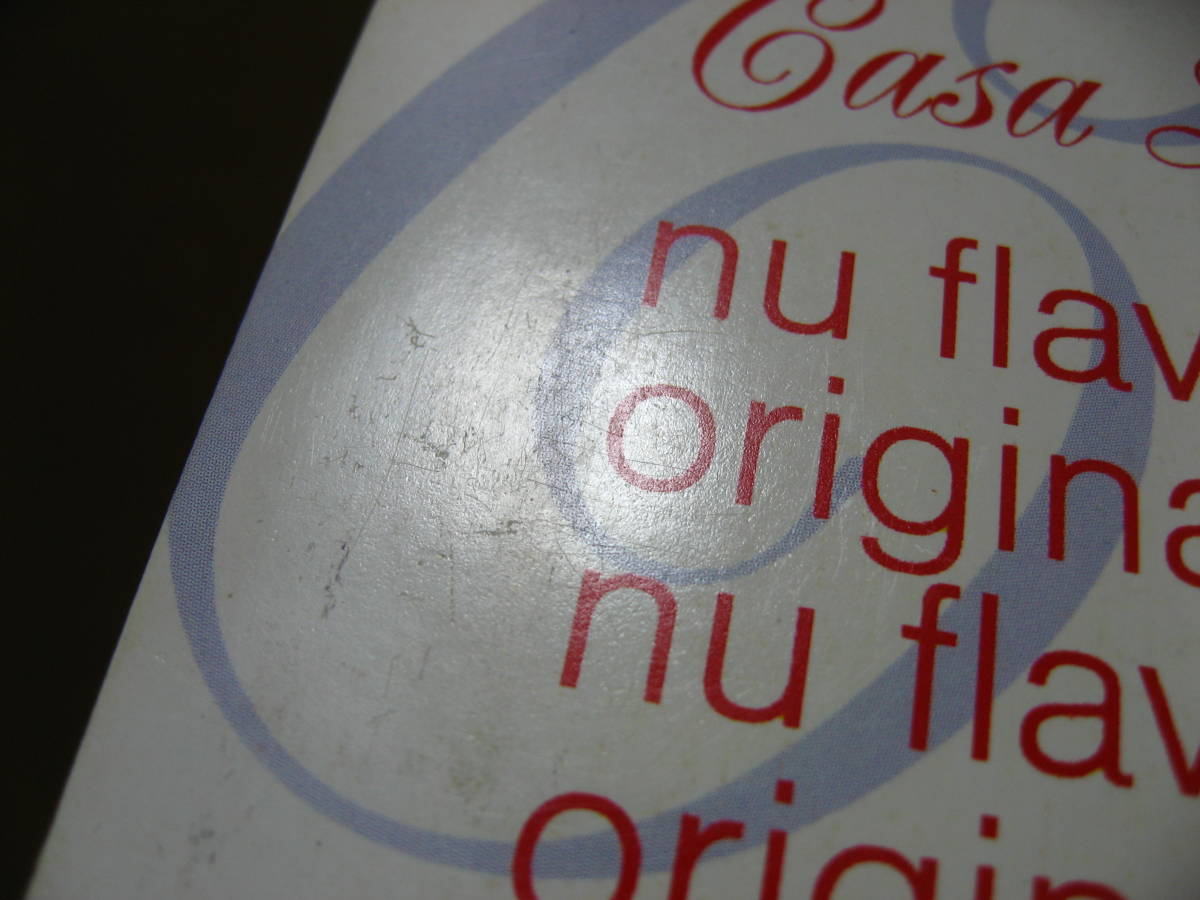 Casa
nu flav
origina
nu flav
origin